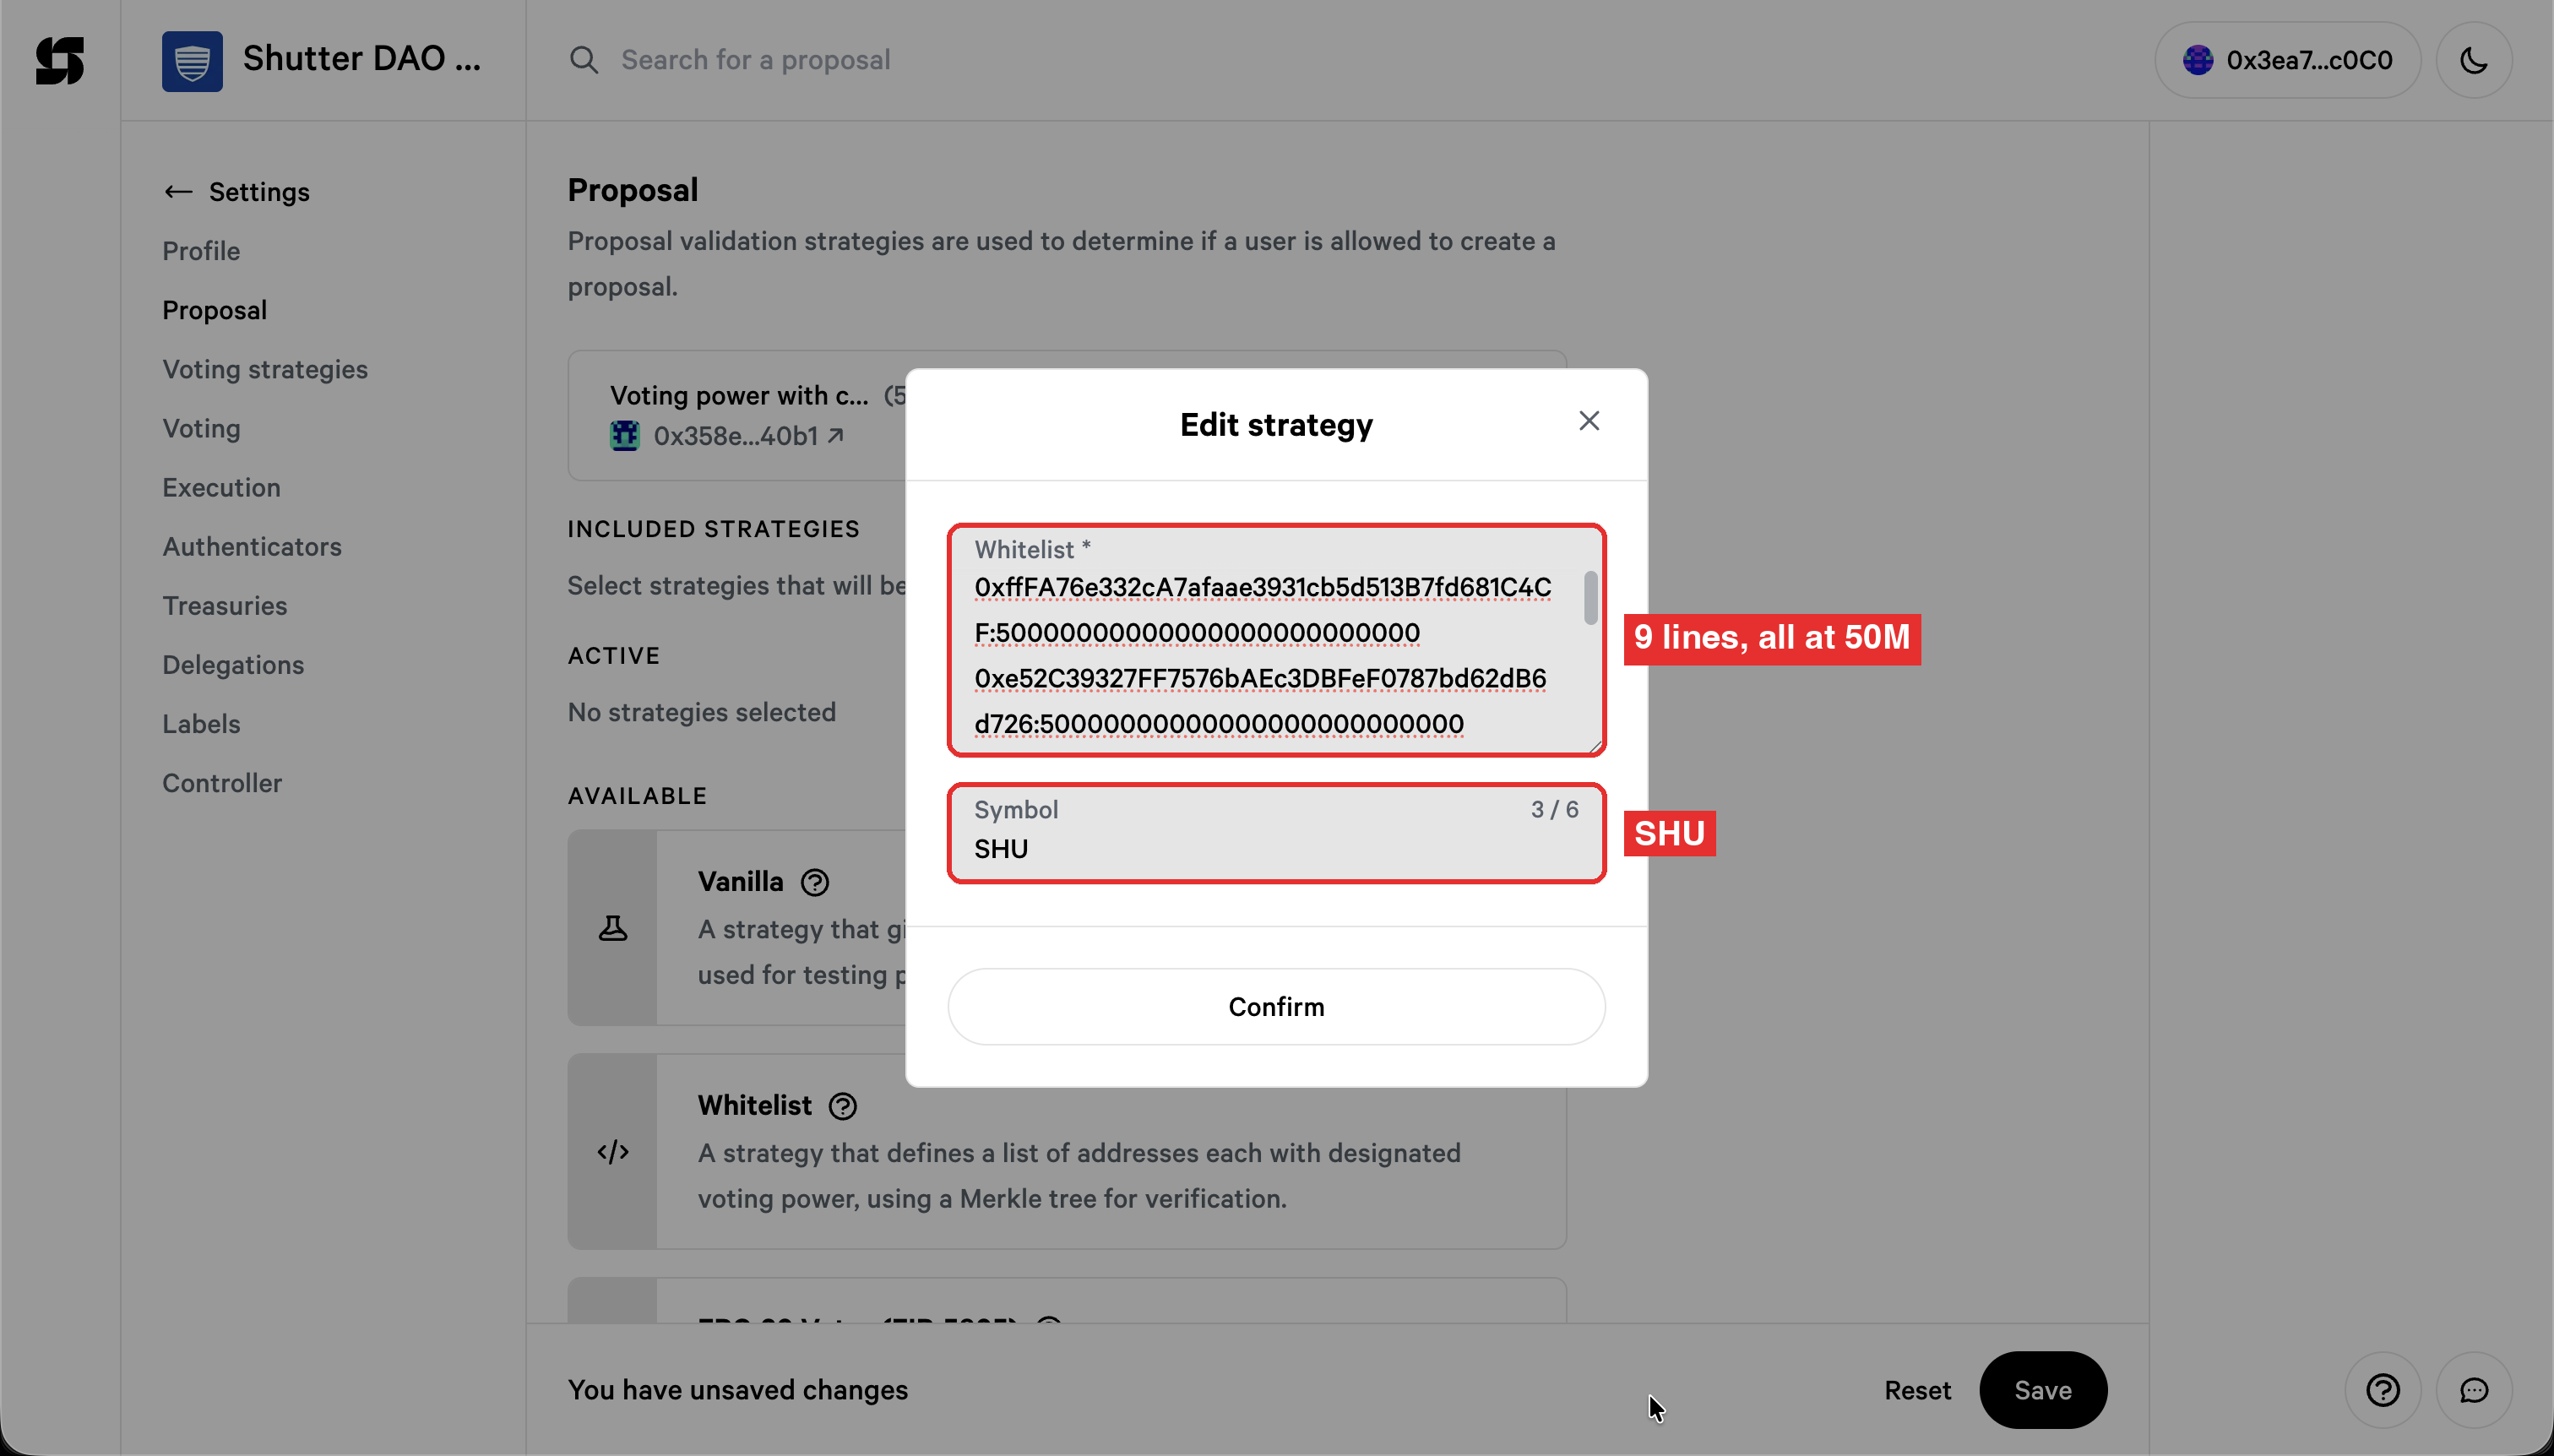 Shutter DAO ...
Search for a proposal
0x3ea7...c0C0
Settings
Profile
Proposal
Voting strategies
Voting
Execution
Authenticators
Treasuries
Delegations
Labels
Controller
Proposal
Proposal validation strategies are used to determine if a user is allowed to create a
proposal.
Voting power with c... (5
0x358e...40b1
INCLUDED STRATEGIES
Select strategies that will be
ACTIVE
No strategies selected
AVAILABLE
Vanilla
A strategy that gi
used for testing p
Whitelist
A strategy that defines a list of addresses each with designated
voting power, using a Merkle tree for verification.
Edit strategy
Whitelist *
0xffFA76e332cA7afaae3931cb5d513B7fd681C4C
F:50000000000000000000000000
0xe52C39327FF7576bAEc3DBFeF0787bd62dB6
d726:50000000000000000000000000
9 lines, all at 50M
Symbol
3 / 6
SHU
SHU
Confirm
You have unsaved changes
Reset
Save